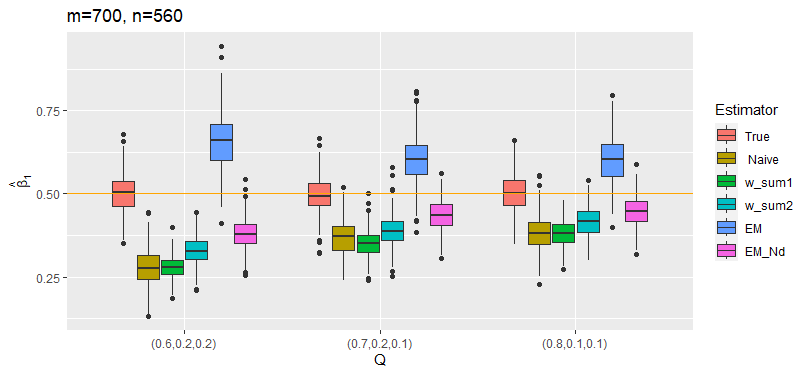 m=700, n=560
0.75
0.50
0.25
β̂1
(0.6,0.2,0.2)
(0.7,0.2,0.1)
(0.8,0.1,0.1)
Q
Estimator
True
Naive
w_sum1
w_sum2
EM
EM_Nd